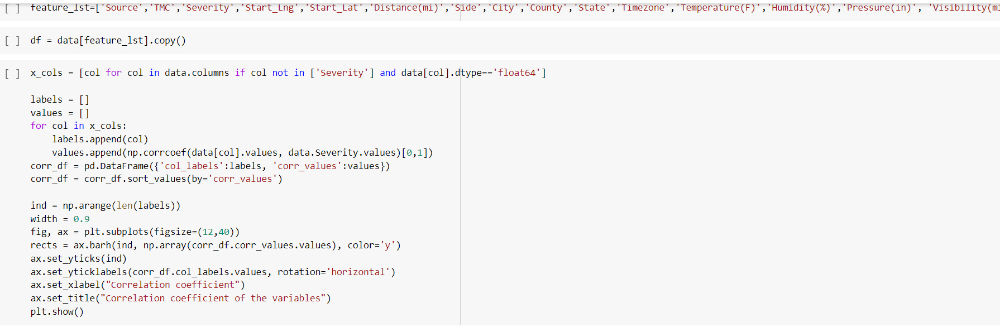 [ ] feature_lst=['Source','TMC','Severity','Start_Lng','Start_Lat','Distance(mi)','Side','City','County','State','Timezone','Temperature(F)','Humidity(%)','Pressure(in)', 'Visibility(mi
[ ] df = data[feature_lst].copy()
[ ] x_cols = [col for col in data.columns if col not in ['Severity'] and data[col].dtype=='float64']
labels = []
values = []
for col in x_cols:
    labels.append(col)
    values.append(np.corrcoef(data[col].values, data.Severity.values)[0,1])
corr_df = pd.DataFrame({'col_labels':labels, 'corr_values':values})
corr_df = corr_df.sort_values(by='corr_values')
ind = np.arange(len(labels))
width = 0.9
fig, ax = plt.subplots(figsize=(12,40))
rects = ax.barh(ind, np.array(corr_df.corr_values.values), color='y')
ax.set_yticks(ind)
ax.set_yticklabels(corr_df.col_labels.values, rotation='horizontal')
ax.set_xlabel("Correlation coefficient")
ax.set_title("Correlation coefficient of the variables")
plt.show()